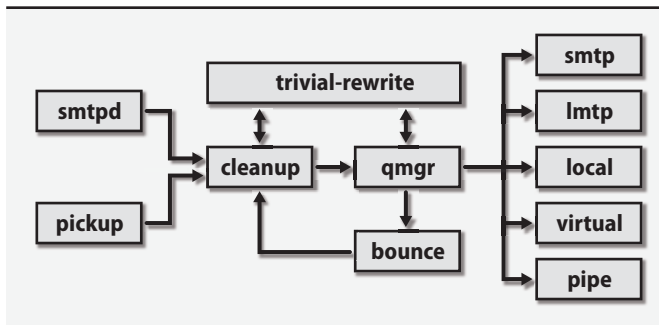 trivial-rewrite
smtpd
cleanup
qmgr
pickup
bounce
smtp
lmtp
local
virtual
pipe